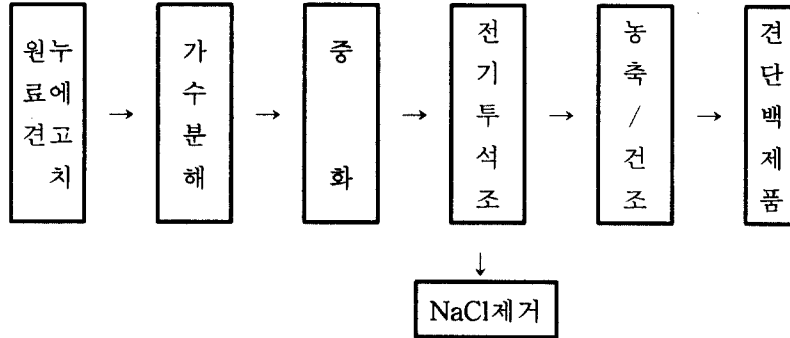 원료견
누에고치
→
가수분해
→
중화
→
전기투석조
→
농축/건조
→
견단백제품
↓
NaCl제거